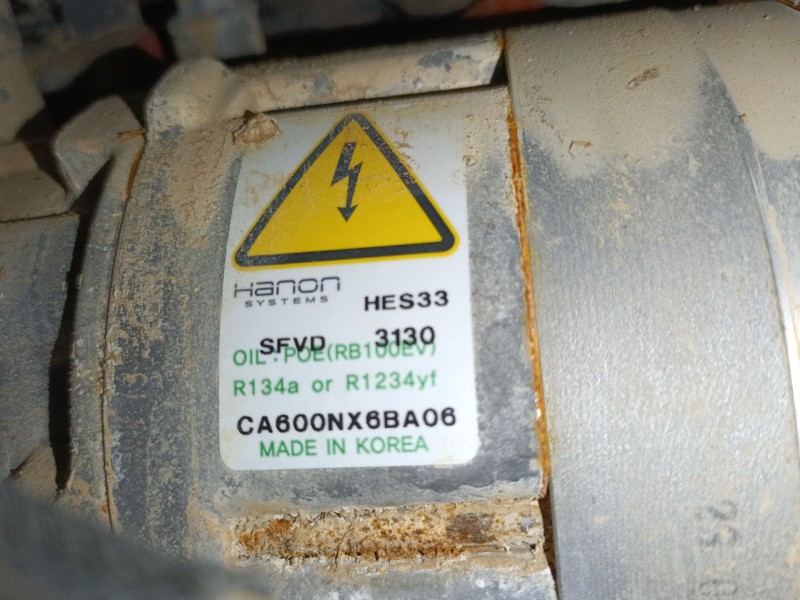 Hanon
SYSTEMS
HES33
SFVD 3130
OIL : POE(RB100EV)
R134a or R1234yf
CA600NX6BA06
MADE IN KOREA